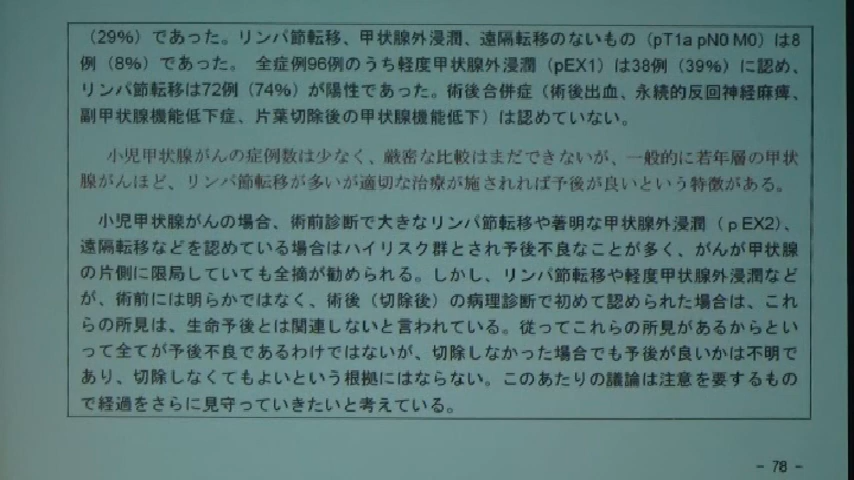 （29%）であった。リンパ節転移、甲状腺外浸潤、遠隔転移のないもの（pT1a pN0 M0）は8
例（8%）であった。 全症例96例のうち軽度甲状腺外浸潤（pEX1）は38例（39%）に認め、
リンパ節転移は72例（74%）が陽性であった。術後合併症（術後出血、永続的反回神経麻痺、
副甲状腺機能低下症、片葉切除後の甲状腺機能低下）は認めていない。
小児甲状腺がんの症例数は少なく、厳密な比較はまだできないが、一般的に若年層の甲状
腺がんほど、リンパ節転移が多いが適切な治療が施されれば予後が良いという特徴がある。
小児甲状腺がんの場合、術前診断で大きなリンパ節転移や著明な甲状腺外浸潤（ｐEX2）、
遠隔転移などを認めている場合はハイリスク群とされ予後不良なことが多く、がんが甲状腺
の片側に限局していても全摘が勧められる。しかし、リンパ節転移や軽度甲状腺外浸潤など
が、術前には明らかではなく、術後（切除後）の病理診断で初めて認められた場合は、これ
らの所見は、生命予後とは関連しないと言われている。従ってこれらの所見があるからとい
って全てが予後不良であるわけではないが、切除しなかった場合でも予後が良いかは不明で
あり、切除しなくてもよいという根拠にはならない。このあたりの議論は注意を要するもの
で経過をさらに見守っていきたいと考えている。
- 78 -